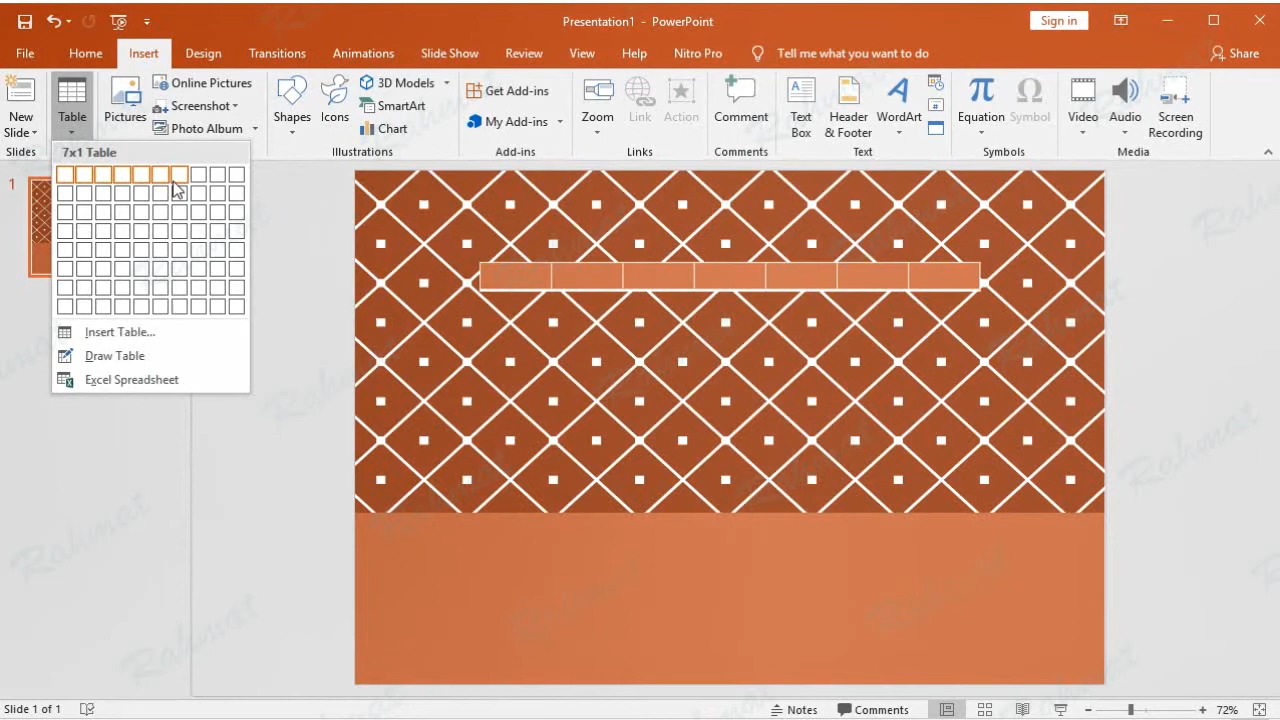 Presentation1 - PowerPoint
Sign in
File Home Insert Design Transitions Animations Slide Show Review View Help Nitro Pro Tell me what you want to do Share
New Slide
Slides
Table
Pictures
Online Pictures
Screenshot
Photo Album
Shapes
Icons
3D Models
SmartArt
Chart
Illustrations
Get Add-ins
My Add-ins
Add-ins
Zoom
Link
Action
Links
Comment
Comments
Text Box
Header & Footer
WordArt
Text
Equation
Symbol
Symbols
Video
Audio
Screen Recording
Media
7x1 Table
Insert Table...
Draw Table
Excel Spreadsheet
1
Rahmat
Slide 1 of 1
Notes
Comments
72%